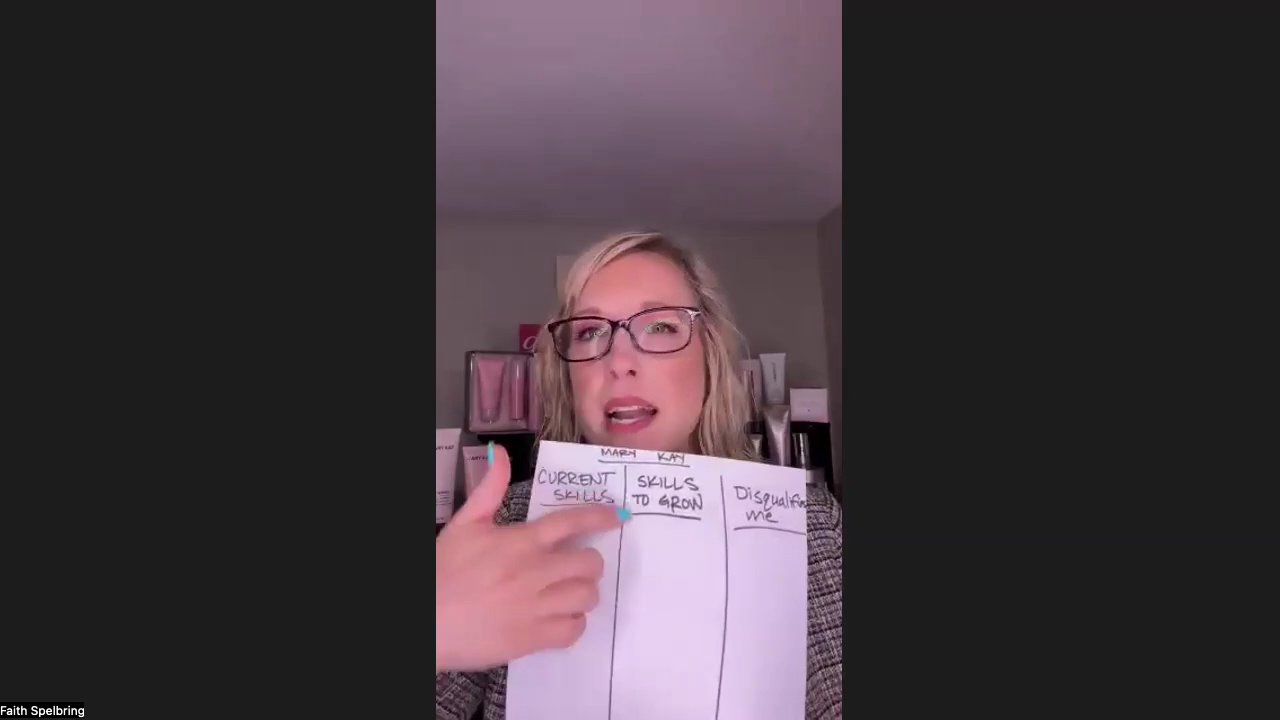 MARY KAY
CURRENT
SKILLS
SKILLS
TO GROW
me
Faith Spelbring